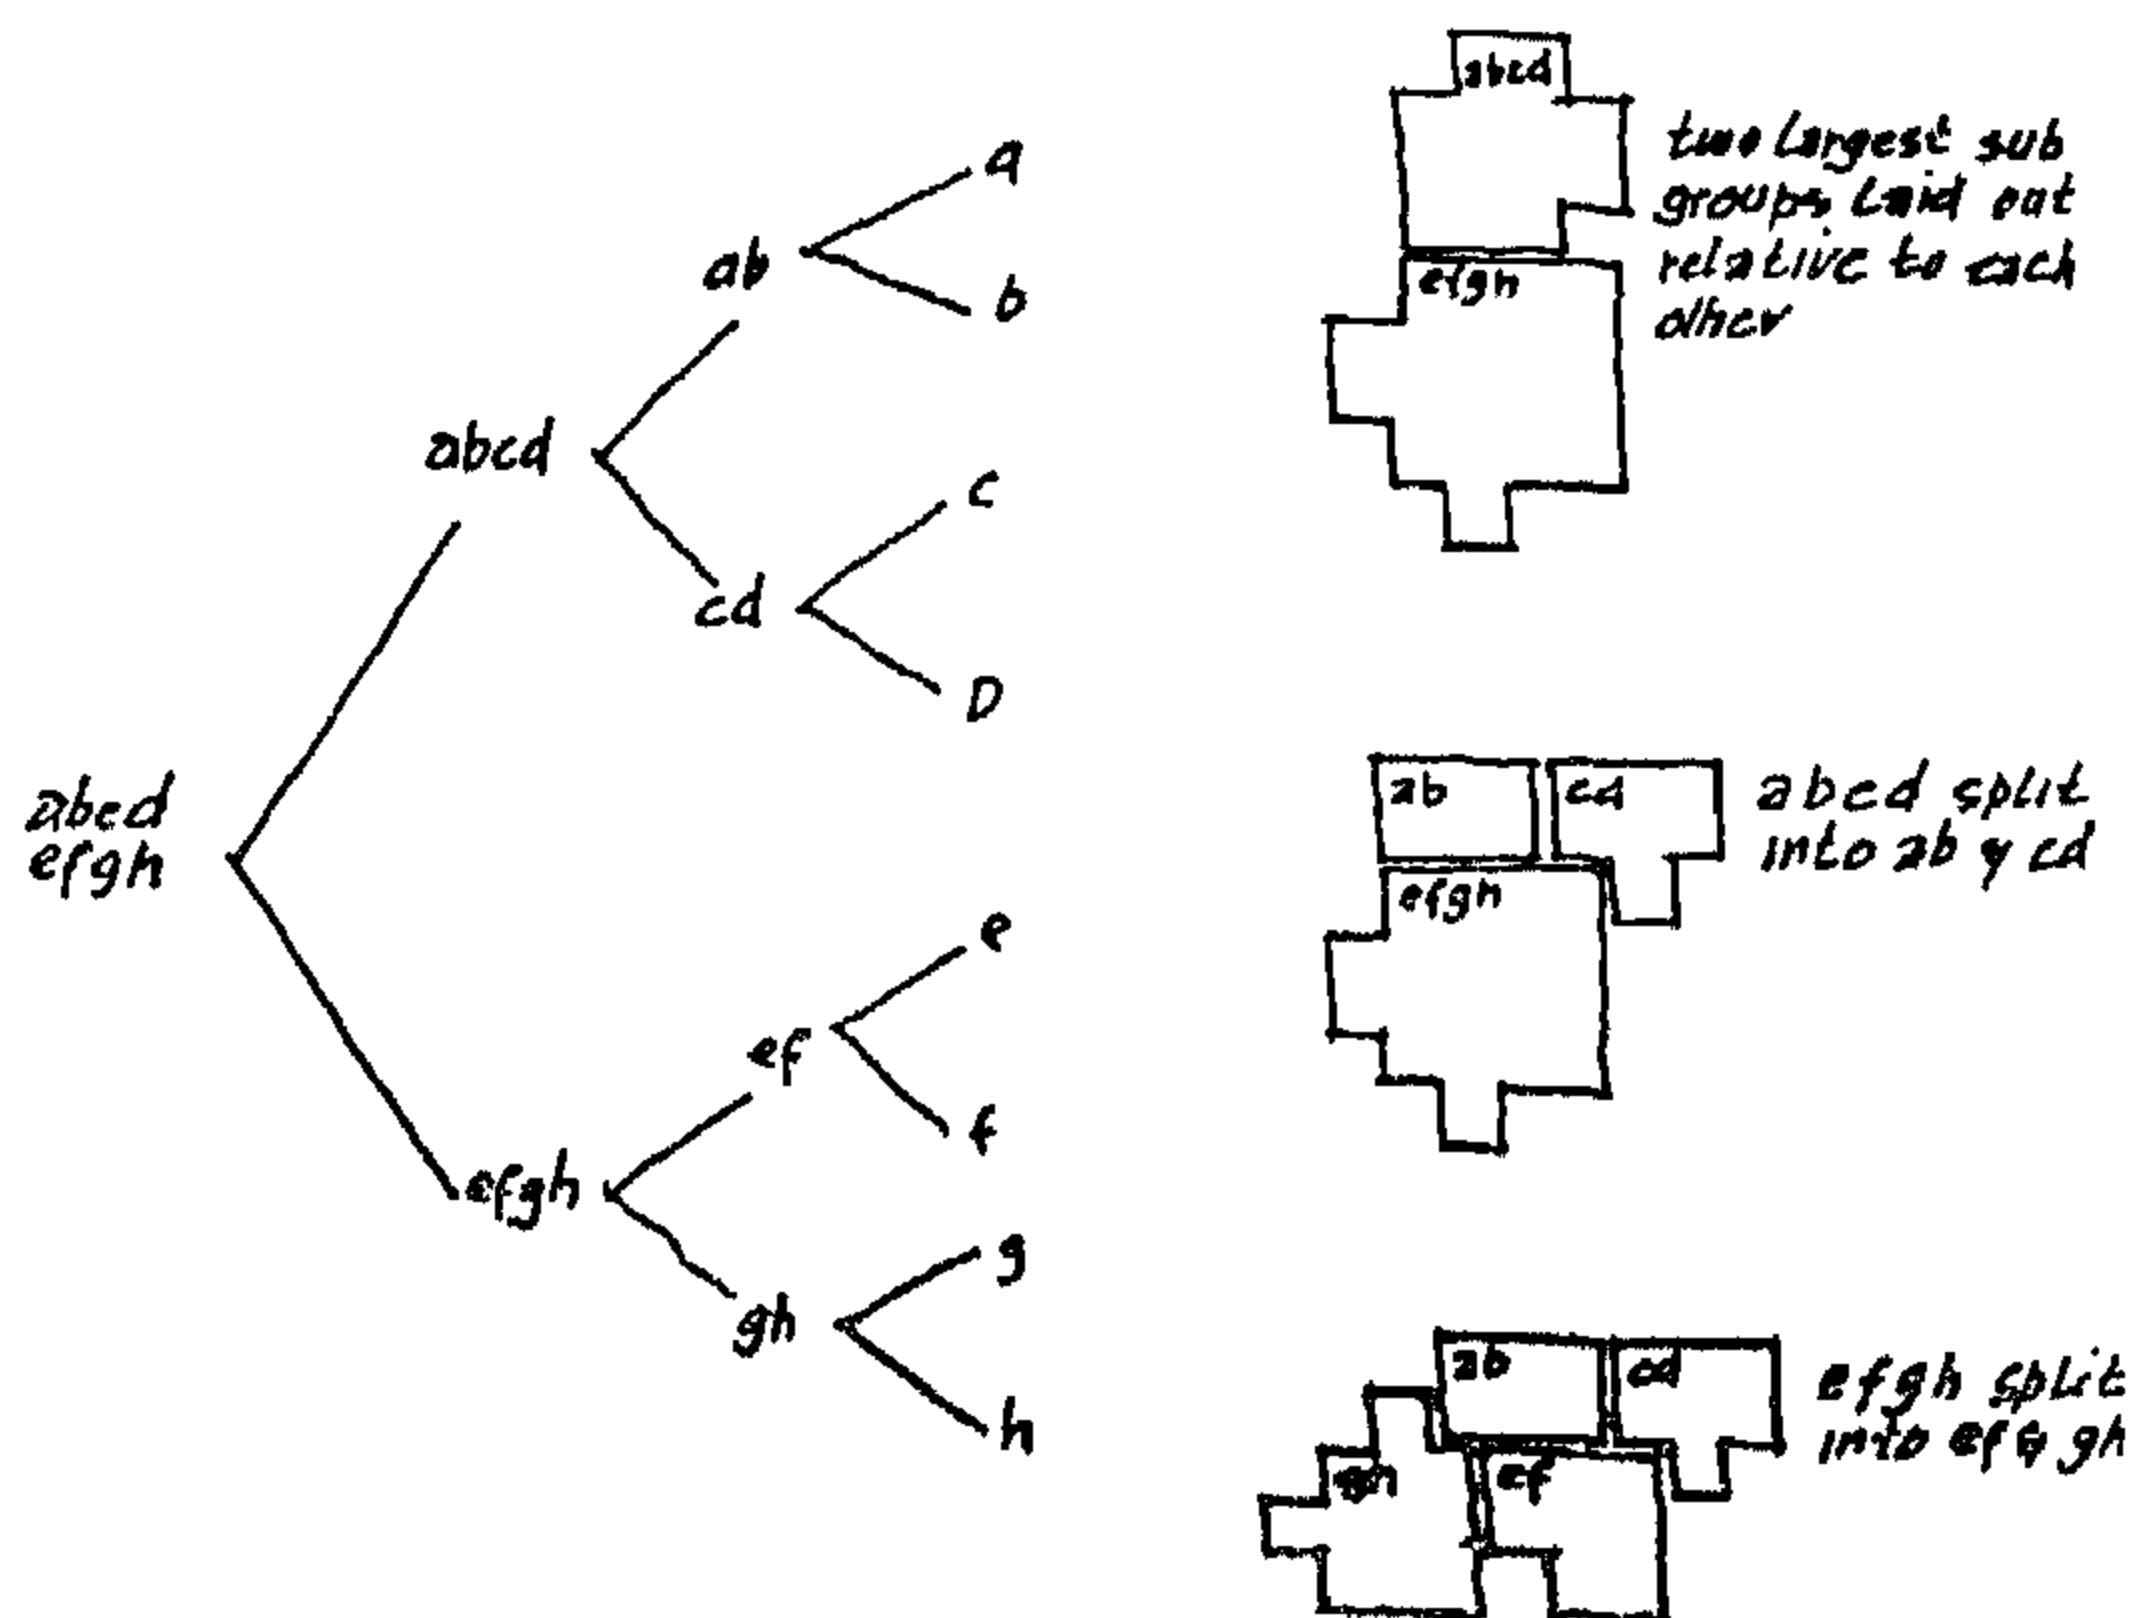 a
ab
b
abcd
c
cd
D
abcd
efgh
e
ef
f
efgh
g
gh
h
abcd
two largest sub
groups laid out
relative to each
other
efgh
ab
cd
abcd split
into ab & cd
efgh
ab
cd
efgh split
into ef & gh
gh
ef